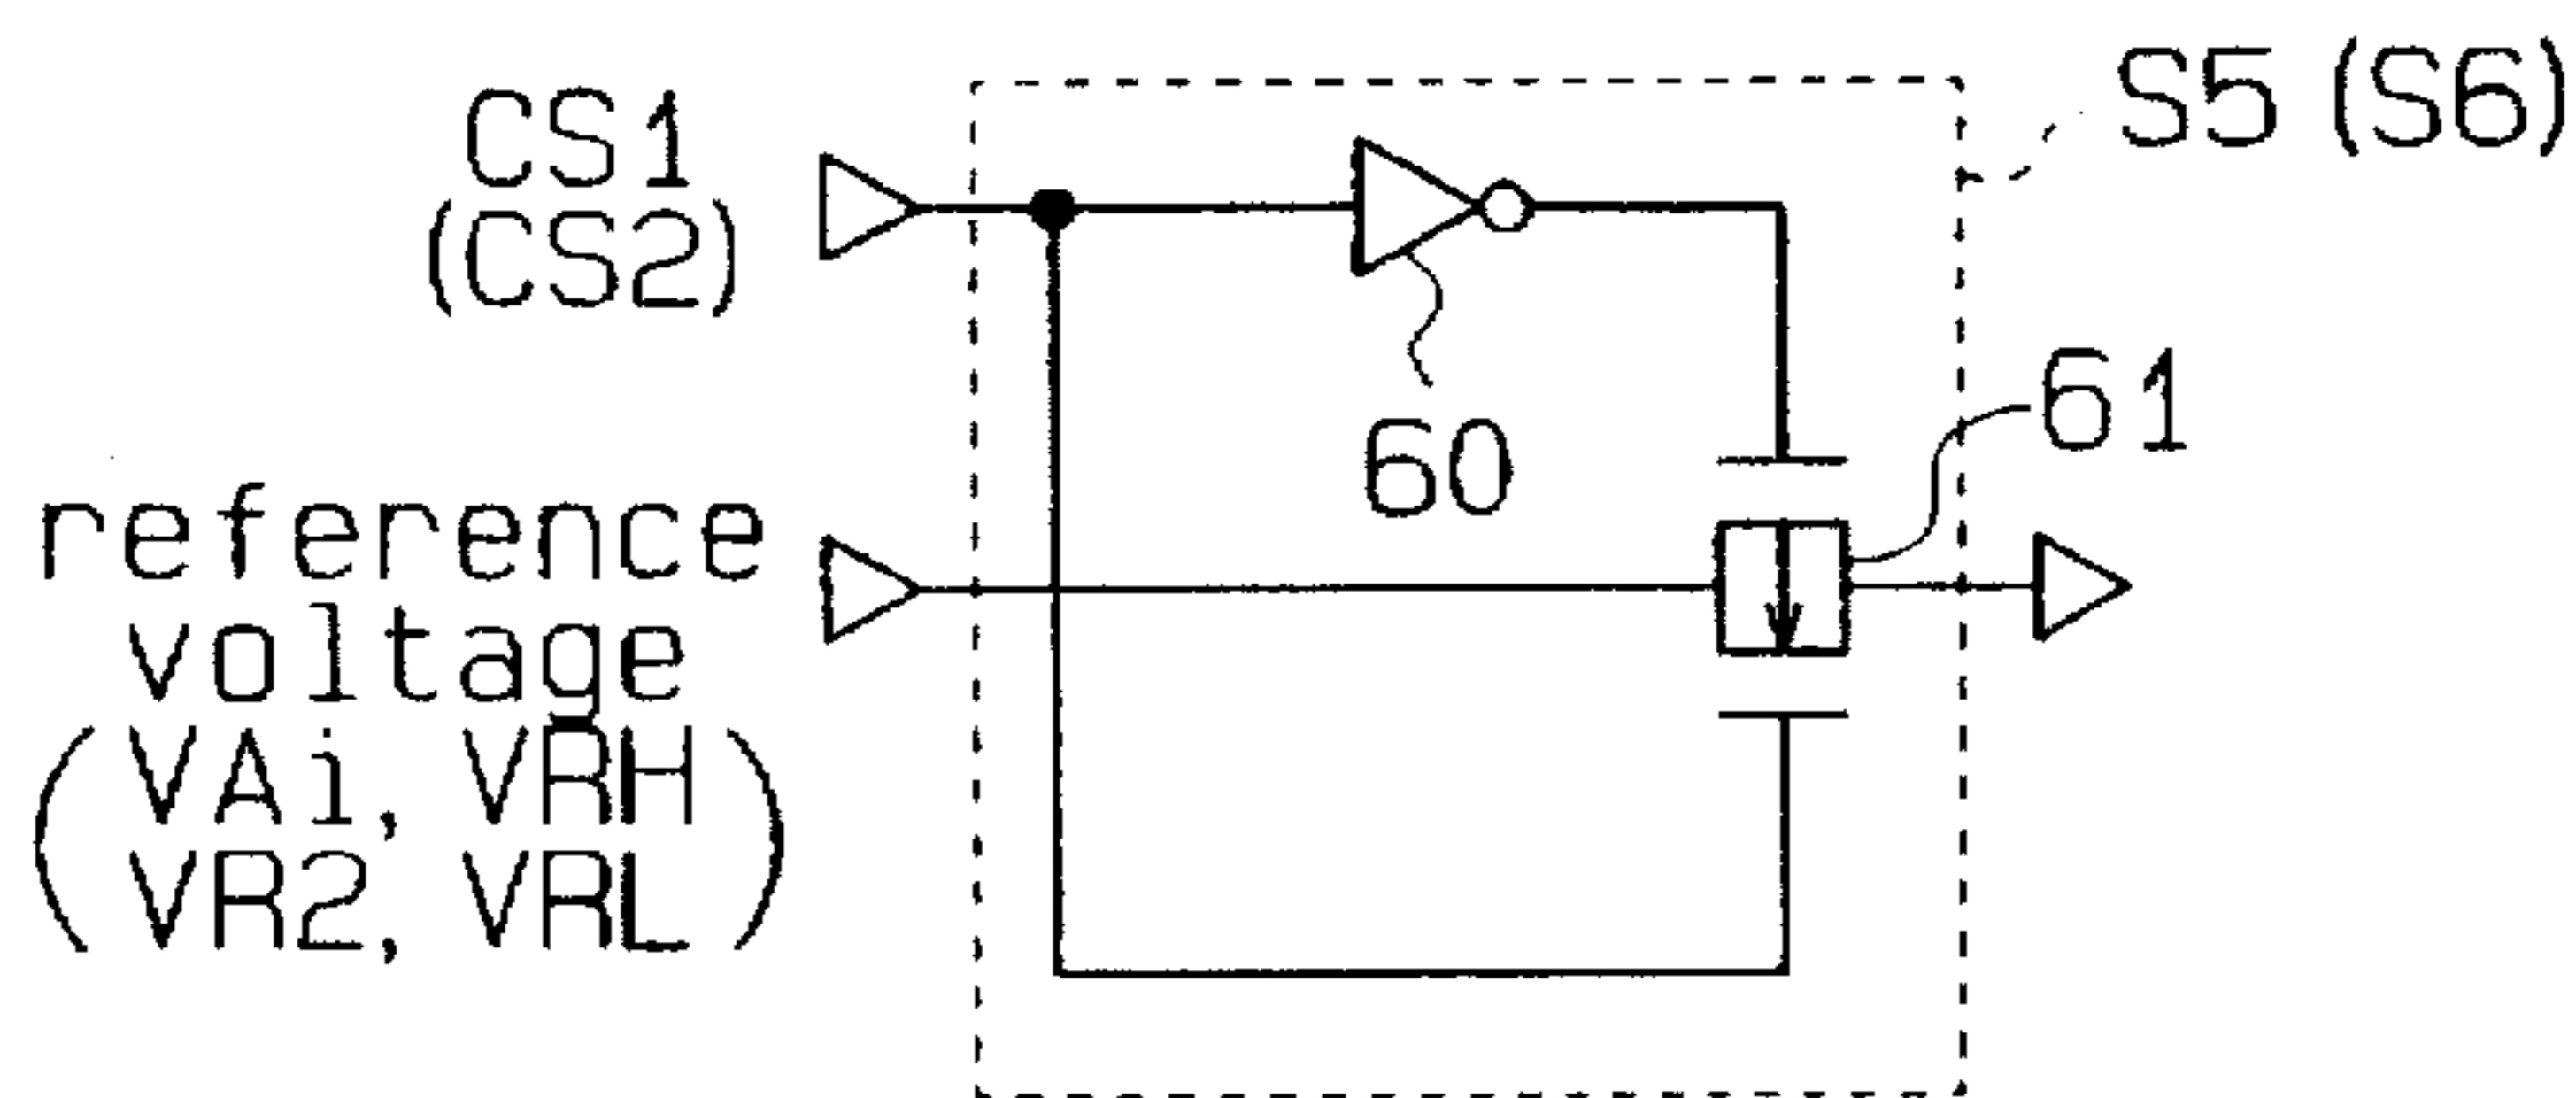 CS1
(CS2)
S5 (S6)
60
61
reference
voltage
(VAi, VRH
VR2, VRL)